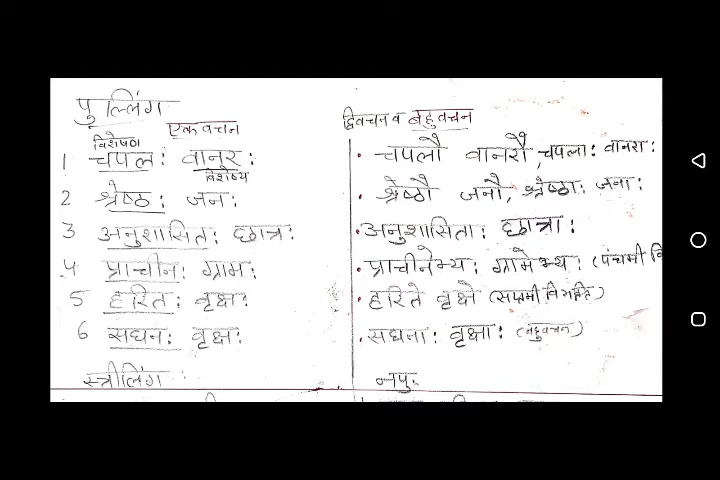 पुल्लिंग
एकवचन
द्विवचन व बहुवचन
विशेषण
1 चपलः वानरः
विशेष्य
• चपलौ वानरौ, चपलाः वानराः
2 श्रेष्ठः जनः
• श्रेष्ठौ जनौ, श्रेष्ठाः जनाः
3 अनुशासितः छात्रः
• अनुशासिताः छात्राः
4 प्राचीनः ग्रामः
• प्राचीनेभ्यः ग्रामेभ्यः (पंचमी वि
5 हरितः वृक्षः
• हरिते वृक्षे (सप्तमी विभक्ति)
6 सघनः वृक्षः
• सघनाः वृक्षाः (बहुवचन)
स्त्रीलिंग
नपुः